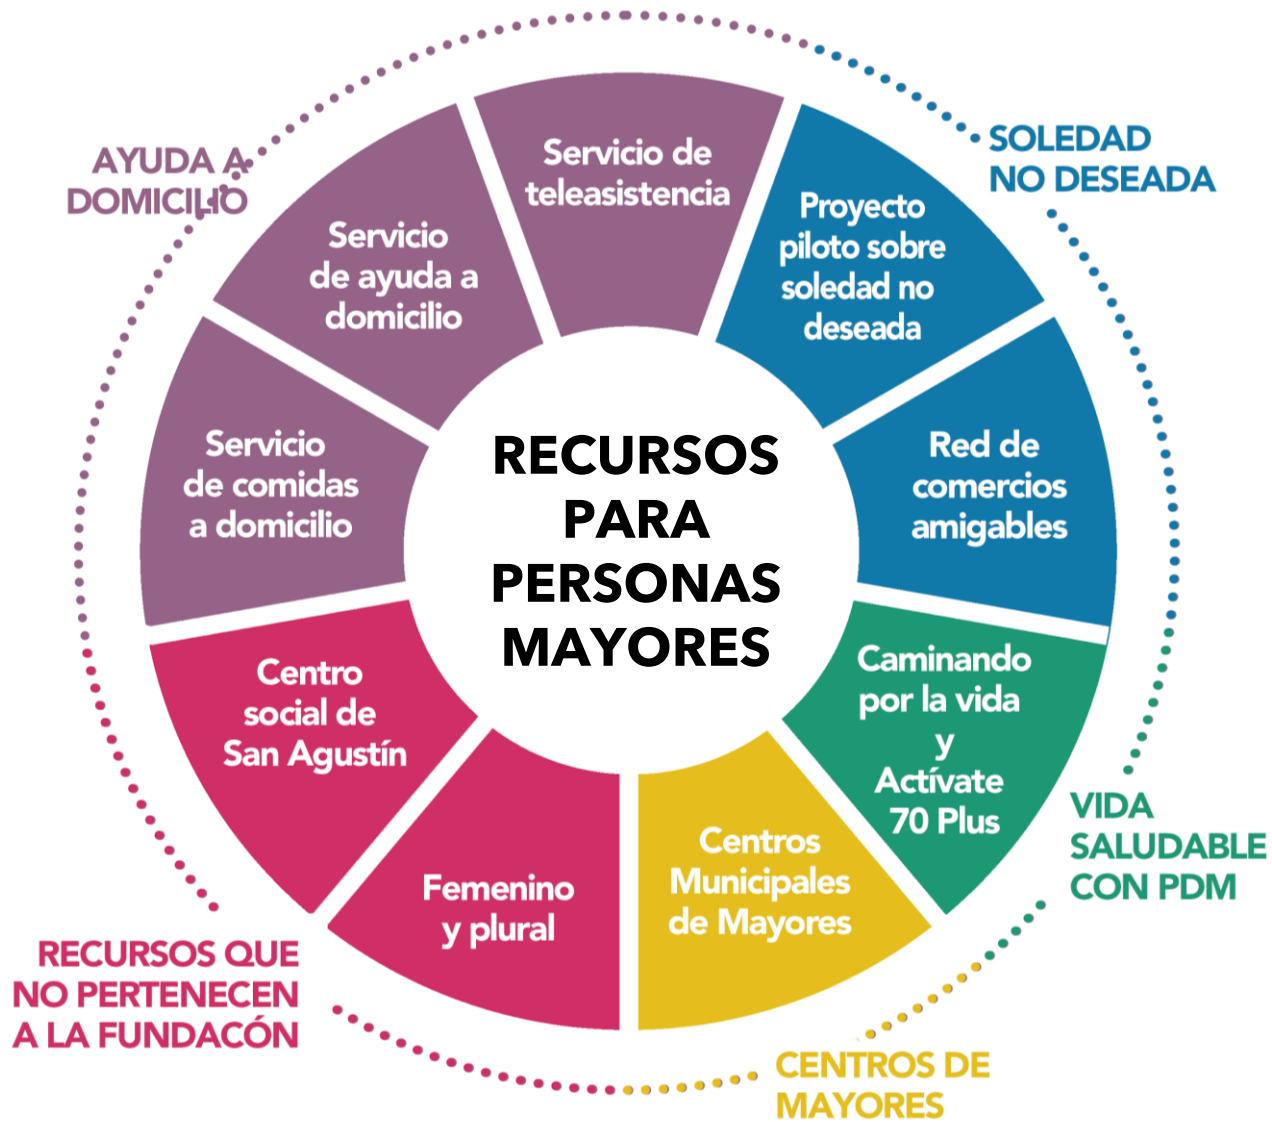 RECURSOS
PARA
PERSONAS
MAYORES
AYUDA A
DOMICILIO
Servicio de
teleasistencia
Servicio
de ayuda a
domicilio
Servicio
de comidas
a domicilio
SOLEDAD
NO DESEADA
Proyecto
piloto sobre
soledad no
deseada
Red de
comercios
amigables
VIDA
SALUDABLE
CON PDM
Caminando
por la vida
y
Actívate
70 Plus
CENTROS DE
MAYORES
Centros
Municipales
de Mayores
RECURSOS QUE
NO PERTENECEN
A LA FUNDACÓN
Femenino
y plural
Centro
social de
San Agustín